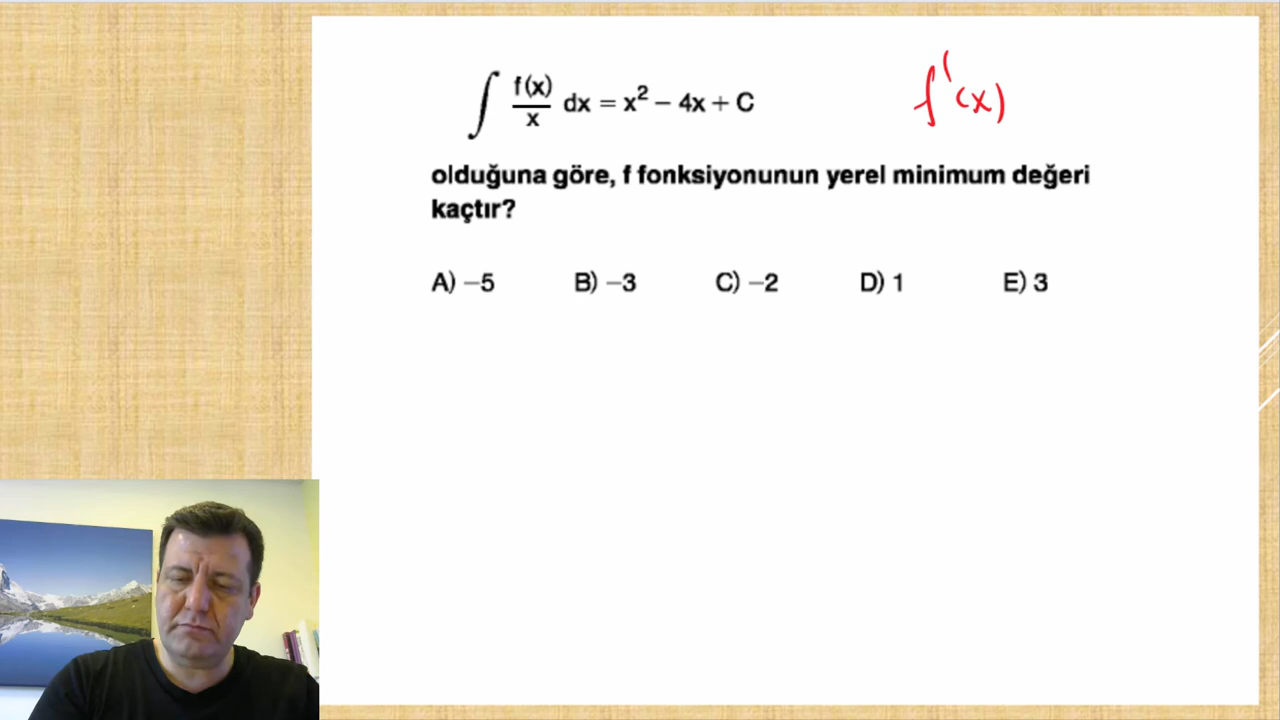 ∫ f(x)/x dx = x² – 4x + C
f'(x)
olduğuna göre, f fonksiyonunun yerel minimum değeri
kaçtır?
A) –5 B) –3 C) –2 D) 1 E) 3